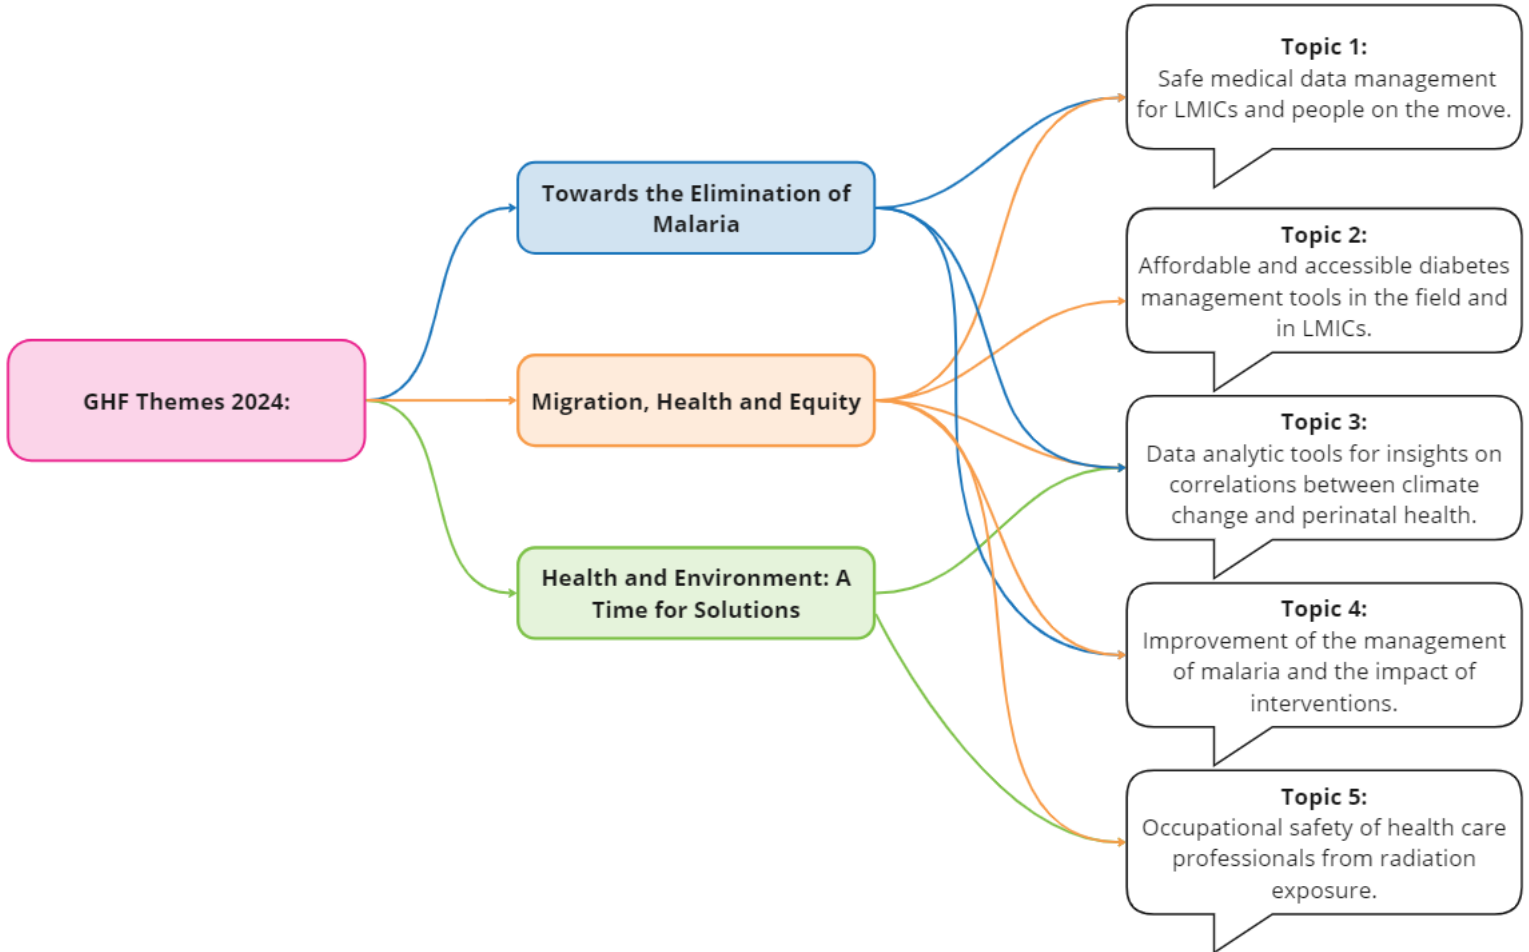 GHF Themes 2024:
Towards the Elimination of
Malaria
Migration, Health and Equity
Health and Environment: A
Time for Solutions
Topic 1:
Safe medical data management
for LMICs and people on the move.
Topic 2:
Affordable and accessible diabetes
management tools in the field and
in LMICs.
Topic 3:
Data analytic tools for insights on
correlations between climate
change and perinatal health.
Topic 4:
Improvement of the management
of malaria and the impact of
interventions.
Topic 5:
Occupational safety of health care
professionals from radiation
exposure.